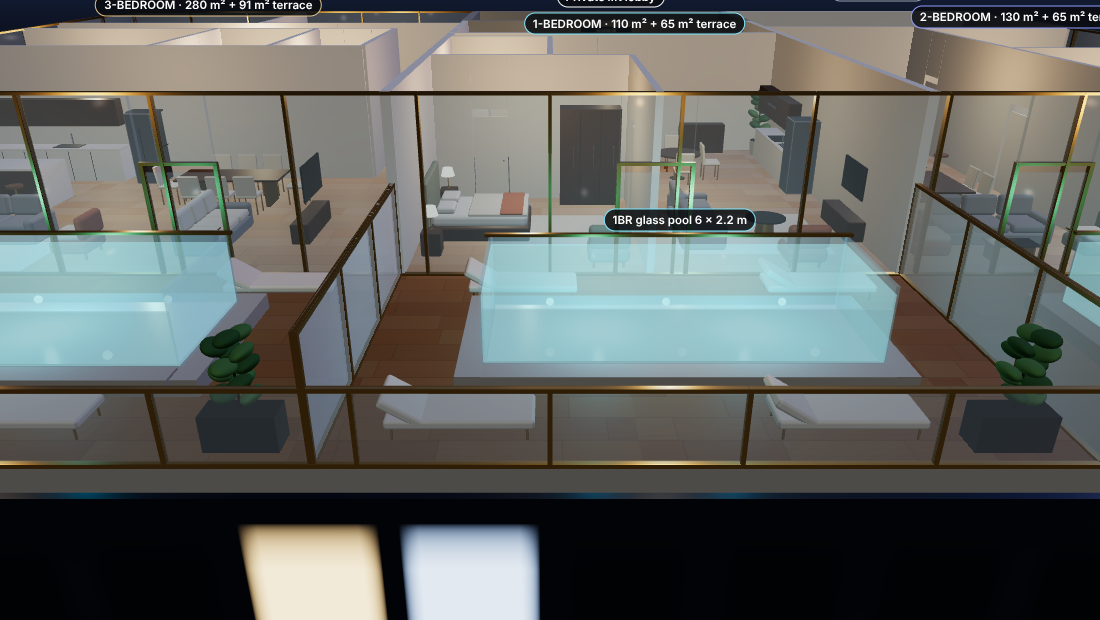 3-BEDROOM · 280 m² + 91 m² terrace
1-BEDROOM · 110 m² + 65 m² terrace
2-BEDROOM · 130 m² + 65 m² te
1BR glass pool 6 × 2.2 m